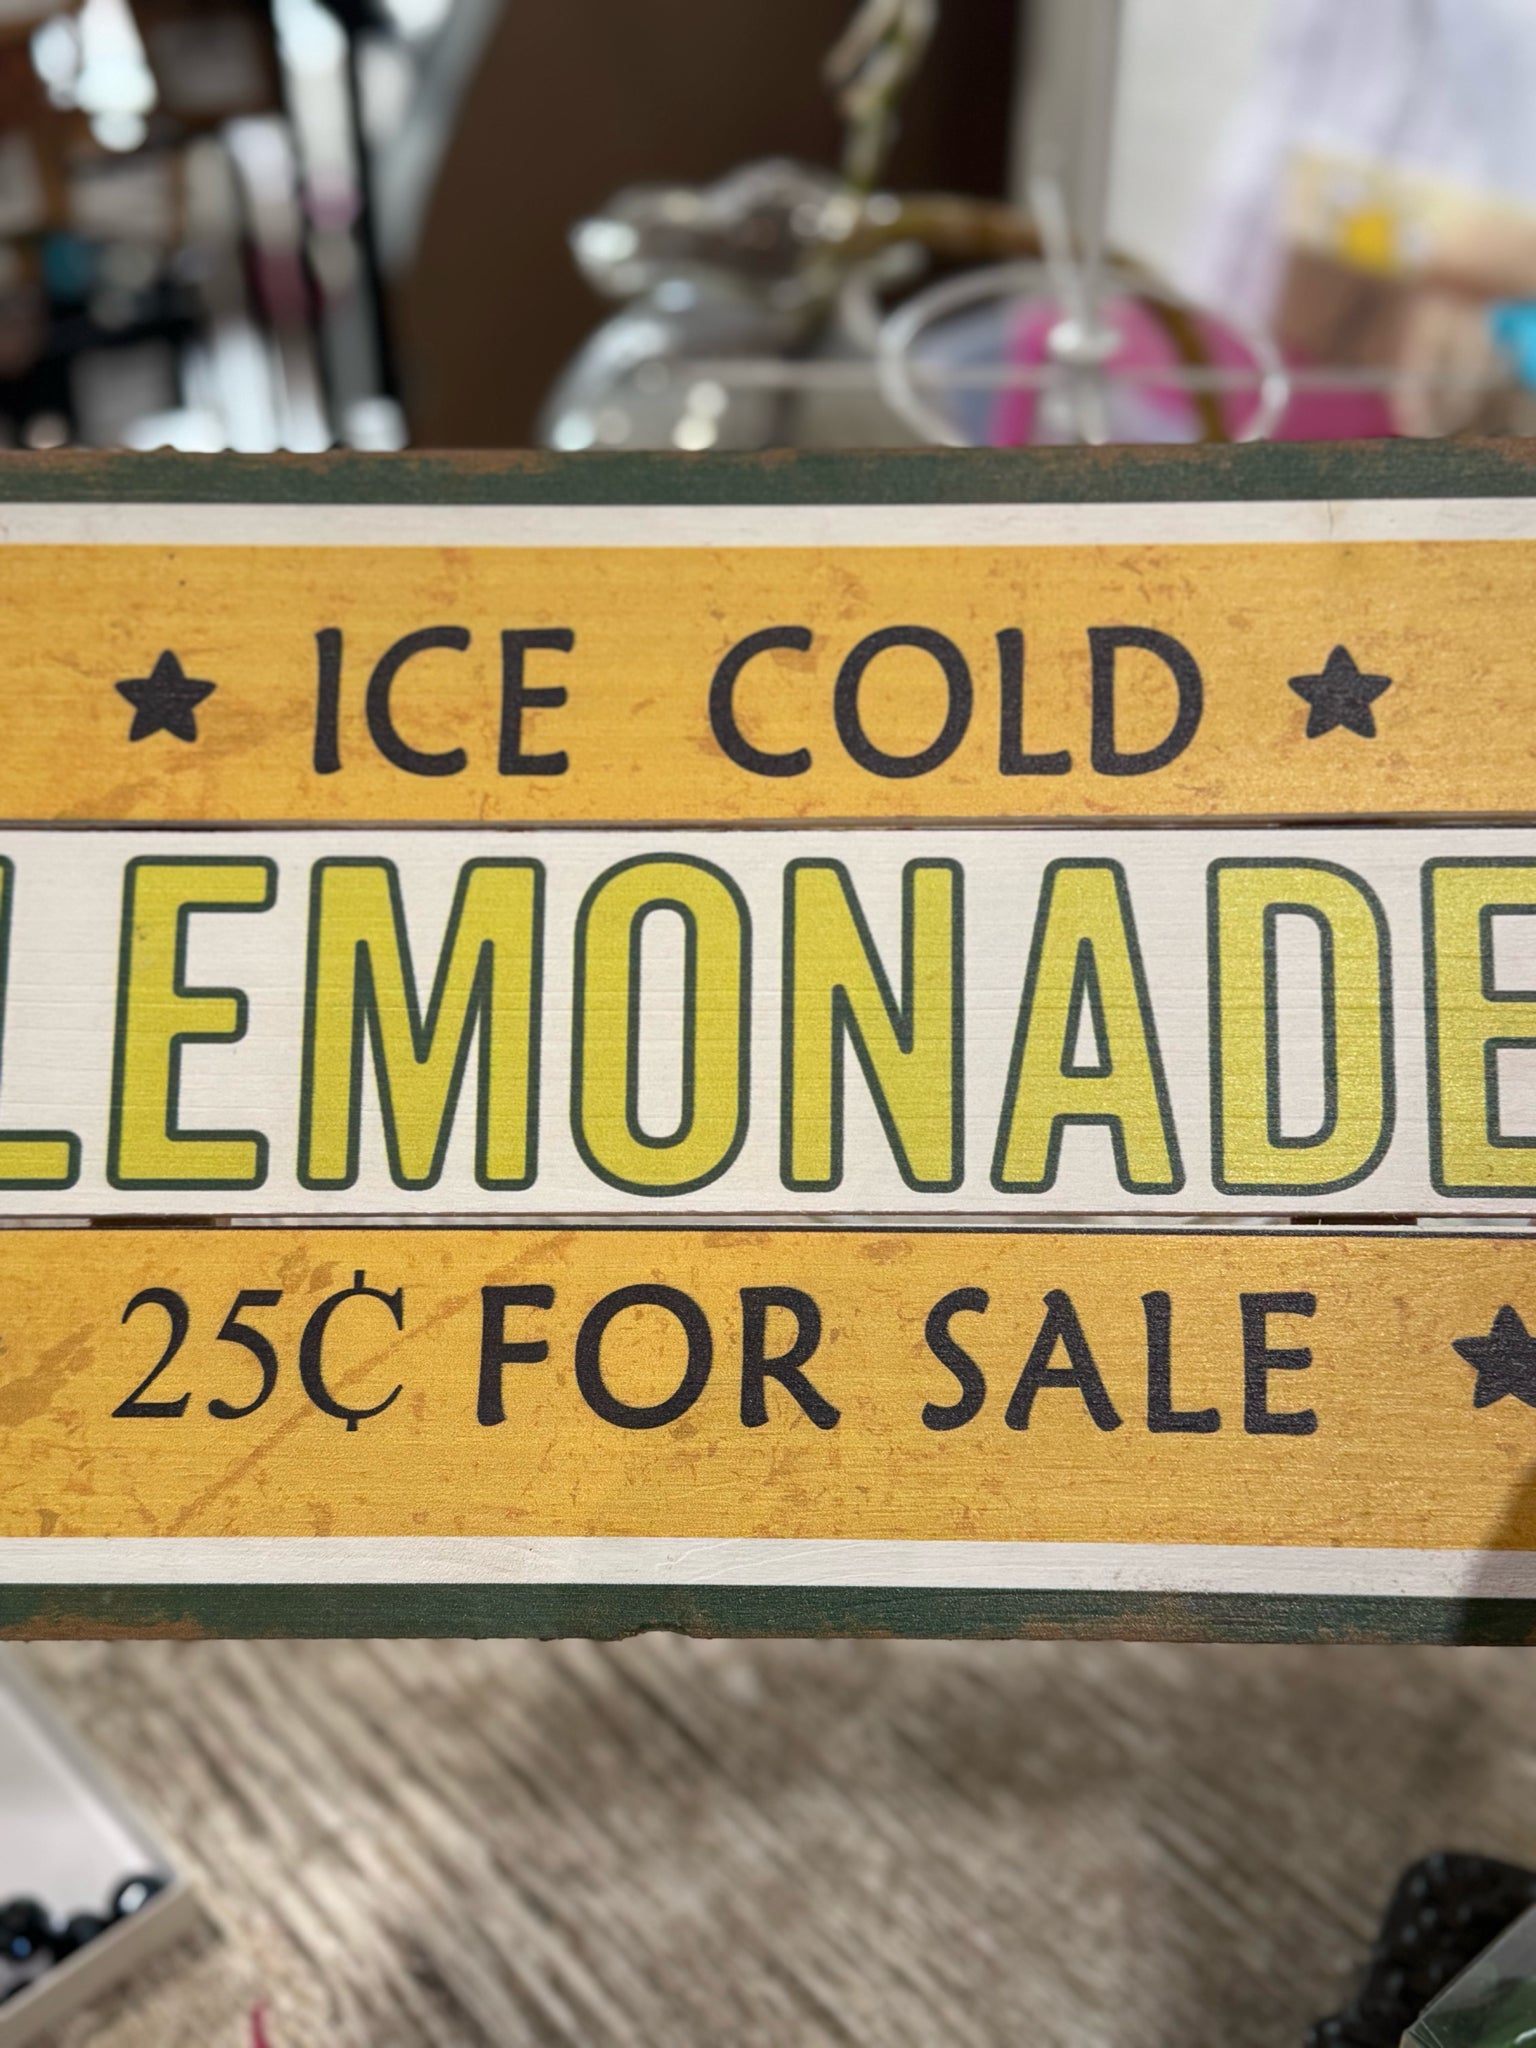 ICE COLD
LEMONADE
25¢ FOR SALE